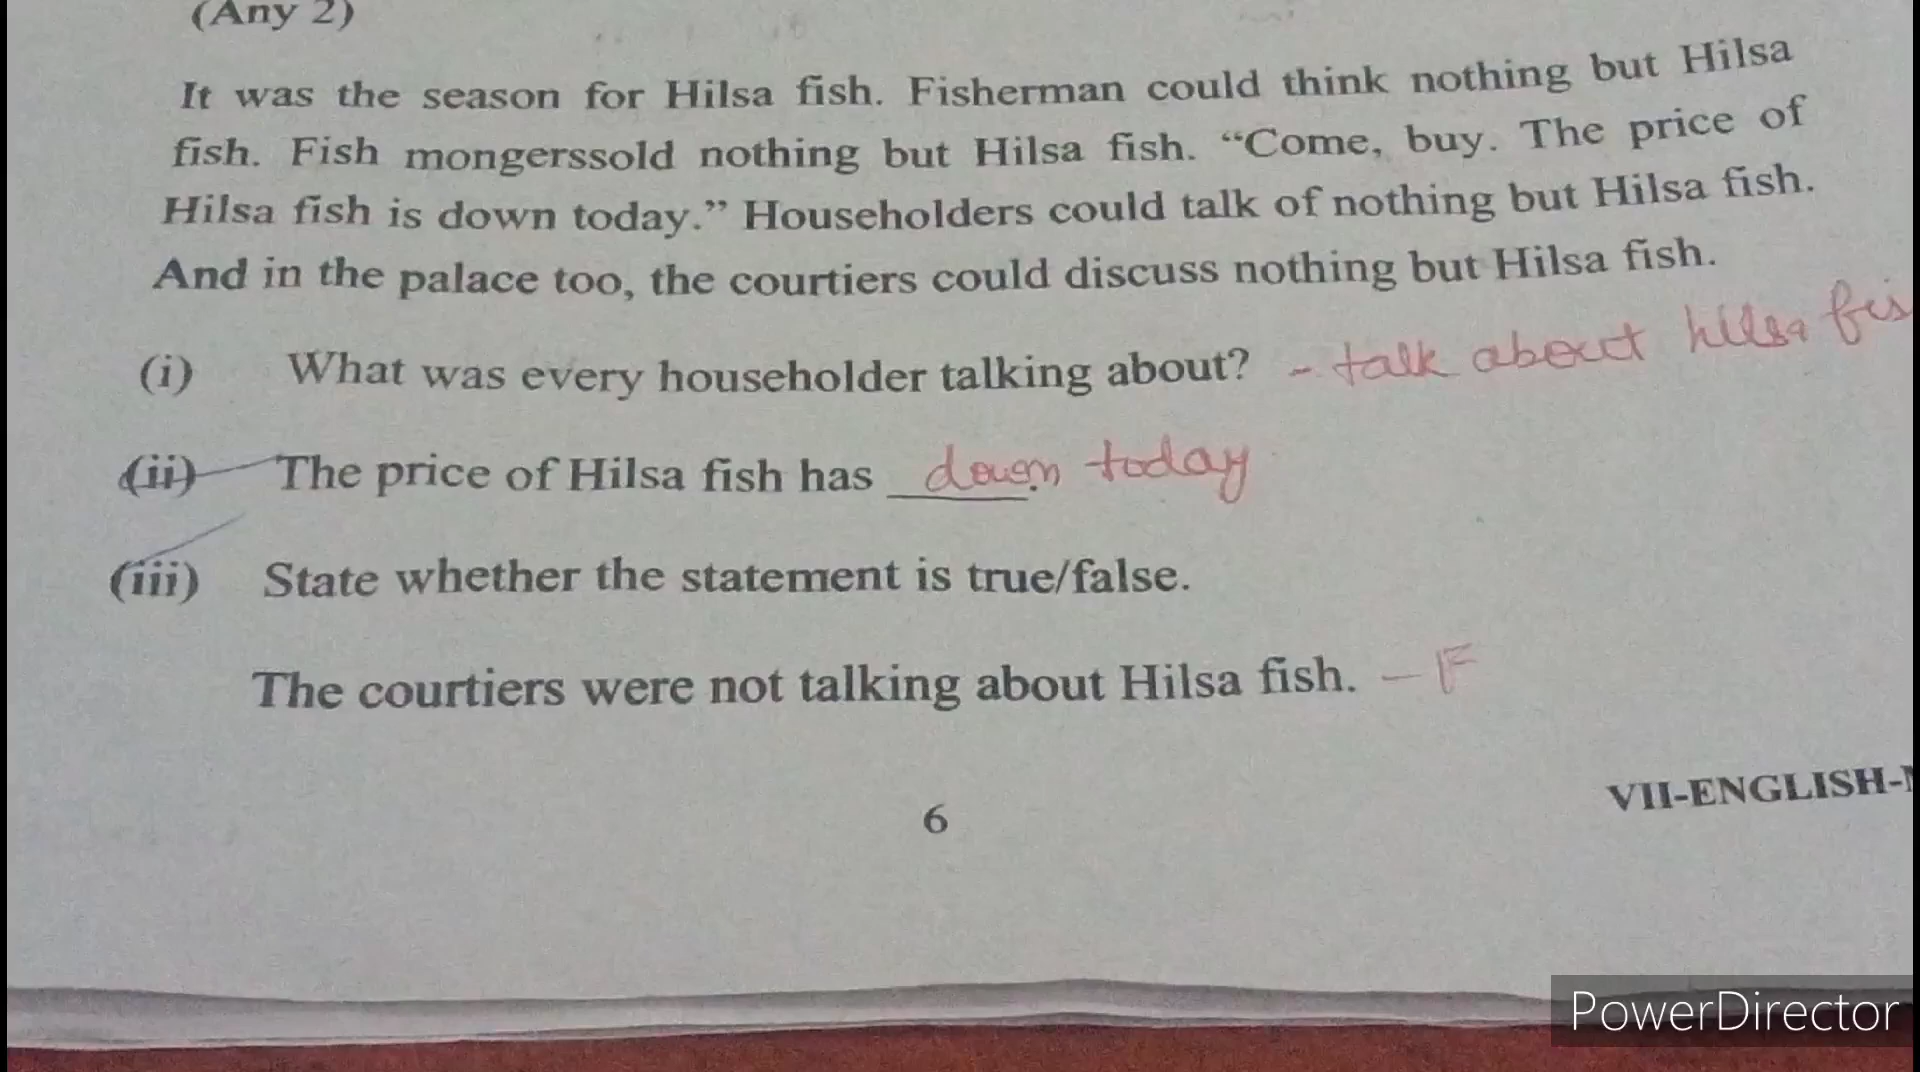 (Any 2)
It was the season for Hilsa fish. Fisherman could think nothing but Hilsa
fish. Fish mongerssold nothing but Hilsa fish. “Come, buy. The price of
Hilsa fish is down today.” Householders could talk of nothing but Hilsa fish.
And in the palace too, the courtiers could discuss nothing but Hilsa fish.
(i) What was every householder talking about? - talk about hilsa fis
(ii) The price of Hilsa fish has ______. down today
(iii) State whether the statement is true/false.
The courtiers were not talking about Hilsa fish. - F
6
VII-ENGLISH-
PowerDirector